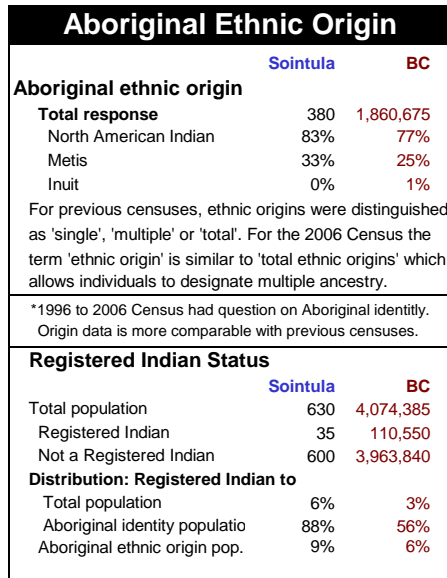 Aboriginal Ethnic Origin
Sointula BC
Aboriginal ethnic origin
Total response 380 1,860,675
North American Indian 83% 77%
Metis 33% 25%
Inuit 0% 1%
For previous censuses, ethnic origins were distinguished
as 'single', 'multiple' or 'total'. For the 2006 Census the
term 'ethnic origin' is similar to 'total ethnic origins' which
allows individuals to designate multiple ancestry.
*1996 to 2006 Census had question on Aboriginal identitly.
Origin data is more comparable with previous censuses.
Registered Indian Status
Sointula BC
Total population 630 4,074,385
Registered Indian 35 110,550
Not a Registered Indian 600 3,963,840
Distribution: Registered Indian to
Total population 6% 3%
Aboriginal identity populatio 88% 56%
Aboriginal ethnic origin pop. 9% 6%